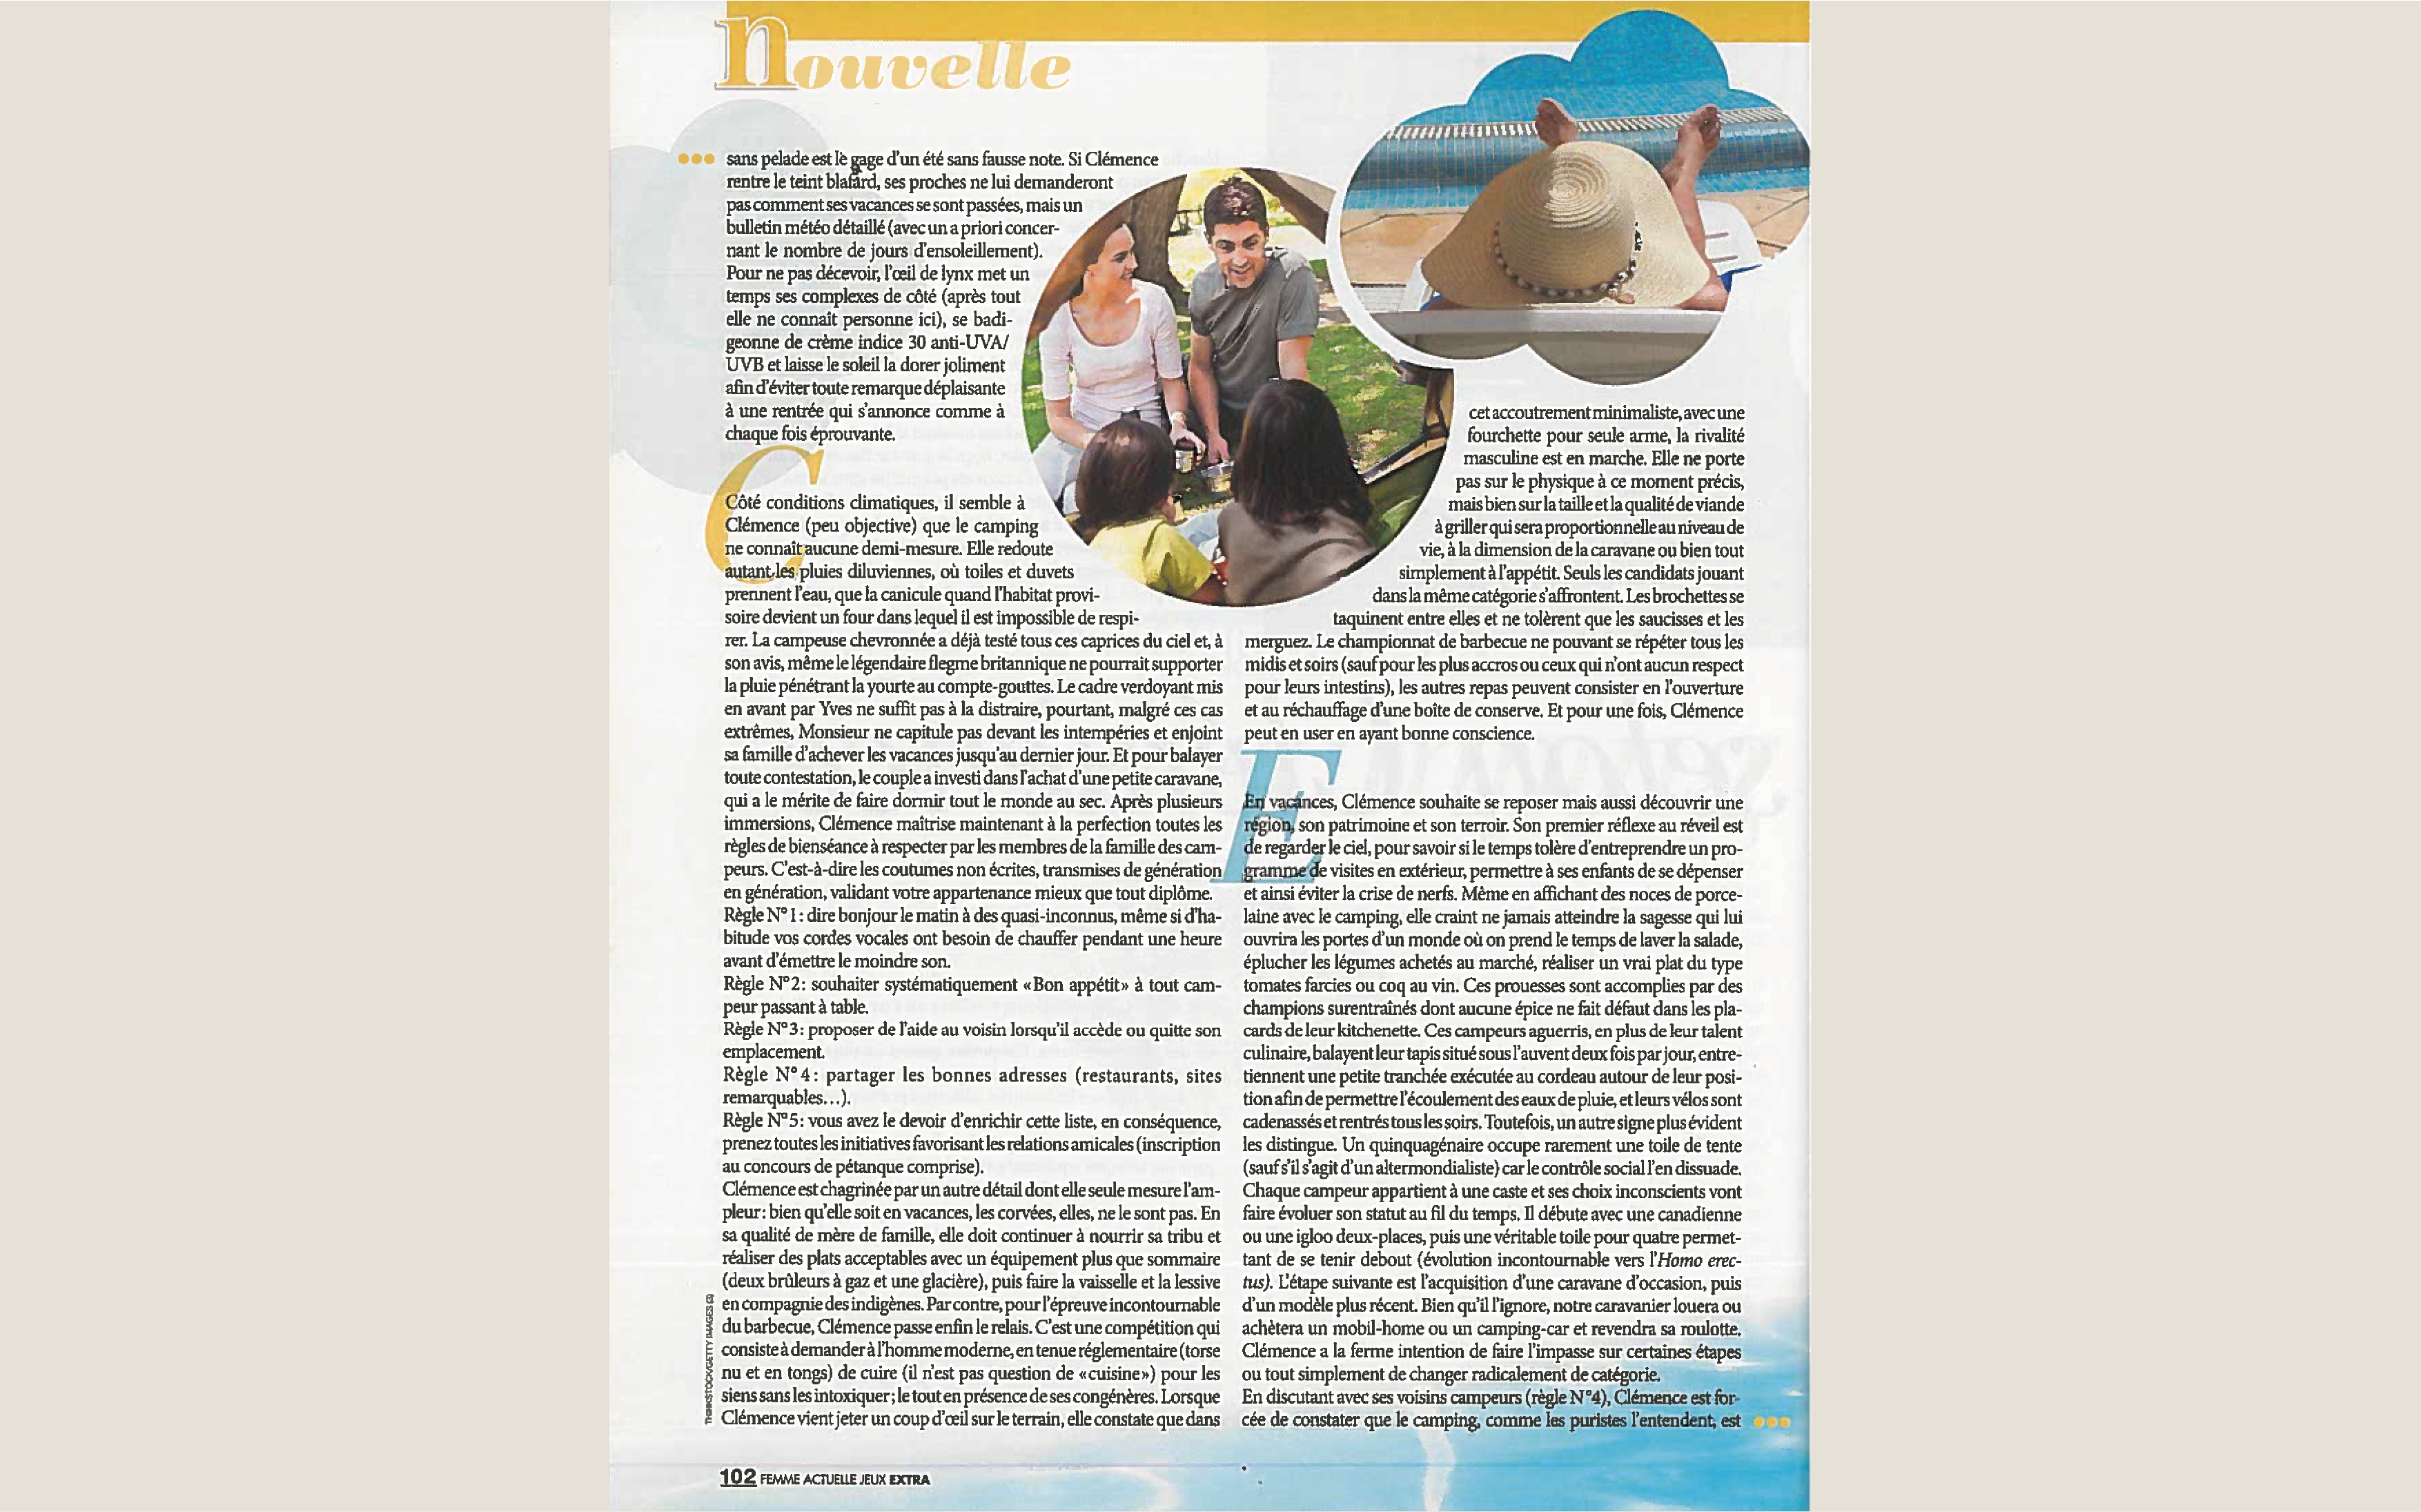 nouvelle
sans pelade est le gage d'un été sans fausse note. Si Clémence
rentre le teint blafard, ses proches ne lui demanderont
pas comment ses vacances se sont passées, mais un
bulletin météo détaillé (avec un a priori concer-
nant le nombre de jours d'ensoleillement).
Pour ne pas décevoir, l'œil de lynx met un
temps ses complexes de côté (après tout
elle ne connaît personne ici), se badi-
geonne de crème indice 30 anti-UVA/
UVB et laisse le soleil la dorer joliment
afin d'éviter toute remarque déplaisante
à une rentrée qui s'annonce comme à
chaque fois éprouvante.
Côté conditions climatiques, il semble à
Clémence (peu objective) que le camping
ne connaît aucune demi-mesure. Elle redoute
autant les pluies diluviennes, où toiles et duvets
prennent l'eau, que la canicule quand l'habitat provi-
soire devient un four dans lequel il est impossible de respi-
rer. La campeuse chevronnée a déjà testé tous ces caprices du ciel et, à
son avis, même le légendaire flegme britannique ne pourrait supporter
la pluie pénétrant la yourte au compte-gouttes. Le cadre verdoyant mis
en avant par Yves ne suffit pas à la distraire, pourtant, malgré ces cas
extrêmes, Monsieur ne capitule pas devant les intempéries et enjoint
sa famille d'achever les vacances jusqu'au dernier jour. Et pour balayer
toute contestation, le couple a investi dans l'achat d'une petite caravane,
qui a le mérite de faire dormir tout le monde au sec. Après plusieurs
immersions, Clémence maîtrise maintenant à la perfection toutes les
règles de bienséance à respecter par les membres de la famille des cam-
peurs. C'est-à-dire les coutumes non écrites, transmises de génération
en génération, validant votre appartenance mieux que tout diplôme.
Règle N° 1 : dire bonjour le matin à des quasi-inconnus, même si d'ha-
bitude vos cordes vocales ont besoin de chauffer pendant une heure
avant d'émettre le moindre son.
Règle N° 2 : souhaiter systématiquement «Bon appétit» à tout cam-
peur passant à table.
Règle N° 3 : proposer de l'aide au voisin lorsqu'il accède ou quitte son
emplacement.
Règle N° 4 : partager les bonnes adresses (restaurants, sites
remarquables...).
Règle N° 5 : vous avez le devoir d'enrichir cette liste, en conséquence,
prenez toutes les initiatives favorisant les relations amicales (inscription
au concours de pétanque comprise).
Clémence est chagrinée par un autre détail dont elle seule mesure l'am-
pleur : bien qu'elle soit en vacances, les corvées, elles, ne le sont pas. En
sa qualité de mère de famille, elle doit continuer à nourrir sa tribu et
réaliser des plats acceptables avec un équipement plus que sommaire
(deux brûleurs à gaz et une glacière), puis faire la vaisselle et la lessive
en compagnie des indigènes. Par contre, pour l'épreuve incontournable
du barbecue, Clémence passe enfin le relais. C'est une compétition qui
consiste à demander à l'homme moderne, en tenue réglementaire (torse
nu et en tongs) de cuire (il n'est pas question de «cuisine») pour les
siens sans les intoxiquer ; le tout en présence de ses congénères. Lorsque
Clémence vient jeter un coup d'œil sur le terrain, elle constate que dans
cet accoutrement minimaliste, avec une
fourchette pour seule arme, la rivalité
masculine est en marche. Elle ne porte
pas sur le physique à ce moment précis,
mais bien sur la taille et la qualité de viande
à griller qui sera proportionnelle au niveau de
vie, à la dimension de la caravane ou bien tout
simplement à l'appétit. Seuls les candidats jouant
dans la même catégorie s'affrontent. Les brochettes se
taquinent entre elles et ne tolèrent que les saucisses et les
merguez. Le championnat de barbecue ne pouvant se répéter tous les
midis et soirs (sauf pour les plus accros ou ceux qui n'ont aucun respect
pour leurs intestins), les autres repas peuvent consister en l'ouverture
et au réchauffage d'une boîte de conserve. Et pour une fois, Clémence
peut en user en ayant bonne conscience.
En vacances, Clémence souhaite se reposer mais aussi découvrir une
région, son patrimoine et son terroir. Son premier réflexe au réveil est
de regarder le ciel, pour savoir si le temps tolère d'entreprendre un pro-
gramme de visites en extérieur, permettre à ses enfants de se dépenser
et ainsi éviter la crise de nerfs. Même en affichant des noces de porce-
laine avec le camping, elle craint ne jamais atteindre la sagesse qui lui
ouvrira les portes d'un monde où on prend le temps de laver la salade,
éplucher les légumes achetés au marché, réaliser un vrai plat du type
tomates farcies ou coq au vin. Ces prouesses sont accomplies par des
champions surentraînés dont aucune épice ne fait défaut dans les pla-
cards de leur kitchenette. Ces campeurs aguerris, en plus de leur talent
culinaire, balayent leur tapis situé sous l'auvent deux fois par jour, entre-
tiennent une petite tranchée exécutée au cordeau autour de leur posi-
tion afin de permettre l'écoulement des eaux de pluie, et leurs vélos sont
cadenassés et rentrés tous les soirs. Toutefois, un autre signe plus évident
les distingue. Un quinquagénaire occupe rarement une toile de tente
(sauf s'il s'agit d'un altermondialiste) car le contrôle social l'en dissuade.
Chaque campeur appartient à une caste et ses choix inconscients vont
faire évoluer son statut au fil du temps. Il débute avec une canadienne
ou une igloo deux-places, puis une véritable toile pour quatre permet-
tant de se tenir debout (évolution incontournable vers l'Homo erec-
tus). L'étape suivante est l'acquisition d'une caravane d'occasion, puis
d'un modèle plus récent. Bien qu'il l'ignore, notre caravanier louera ou
achètera un mobil-home ou un camping-car et revendra sa roulotte.
Clémence a la ferme intention de faire l'impasse sur certaines étapes
ou tout simplement de changer radicalement de catégorie.
En discutant avec ses voisins campeurs (règle N°4), Clémence est for-
cée de constater que le camping, comme les puristes l'entendent, est
THINKSTOCK/GETTY IMAGES (3)
102 FEMME ACTUELLE JEUX EXTRA